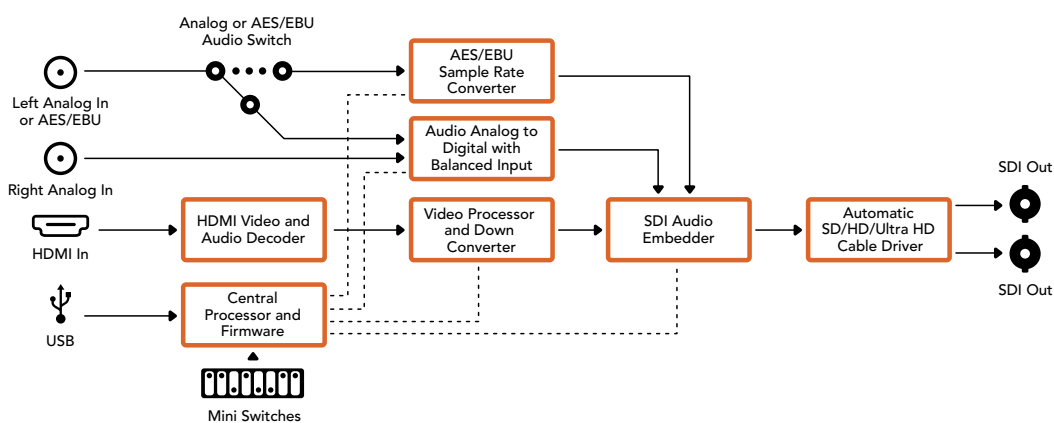 Analog or AES/EBU
Audio Switch
Left Analog In
or AES/EBU
AES/EBU
Sample Rate
Converter
Audio Analog to
Digital with
Balanced Input
Right Analog In
HDMI In
HDMI Video and
Audio Decoder
Video Processor
and Down
Converter
SDI Audio
Embedder
Automatic
SD/HD/Ultra HD
Cable Driver
SDI Out
SDI Out
USB
Central
Processor and
Firmware
Mini Switches